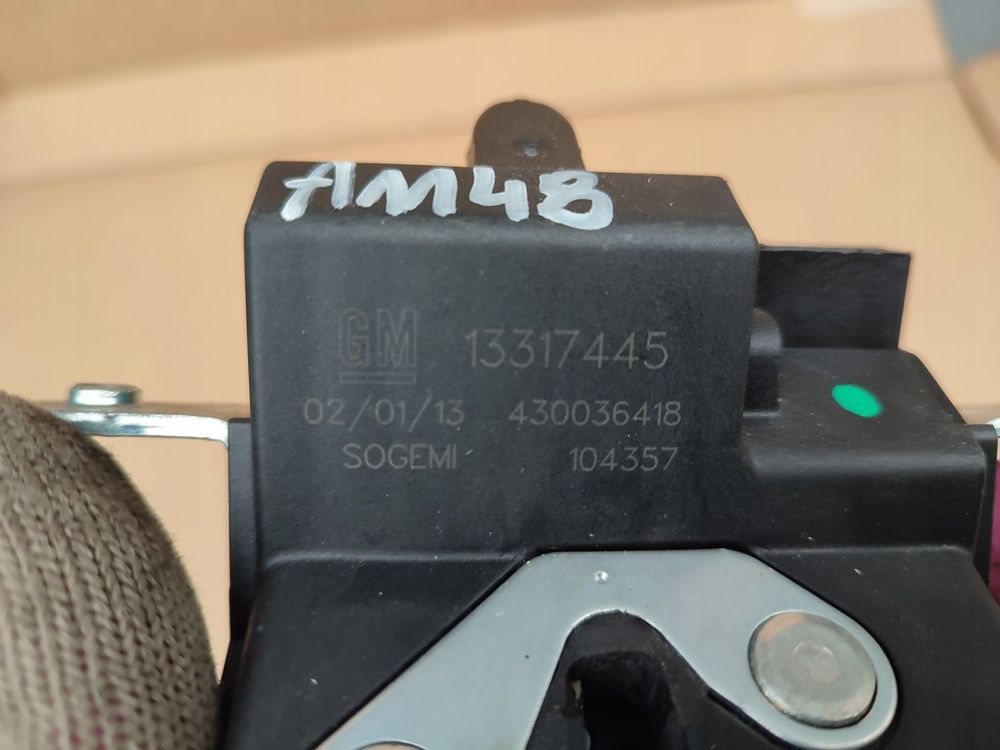 AM48
GM 13317445
02/01/13 430036418
SOGEMI 104357